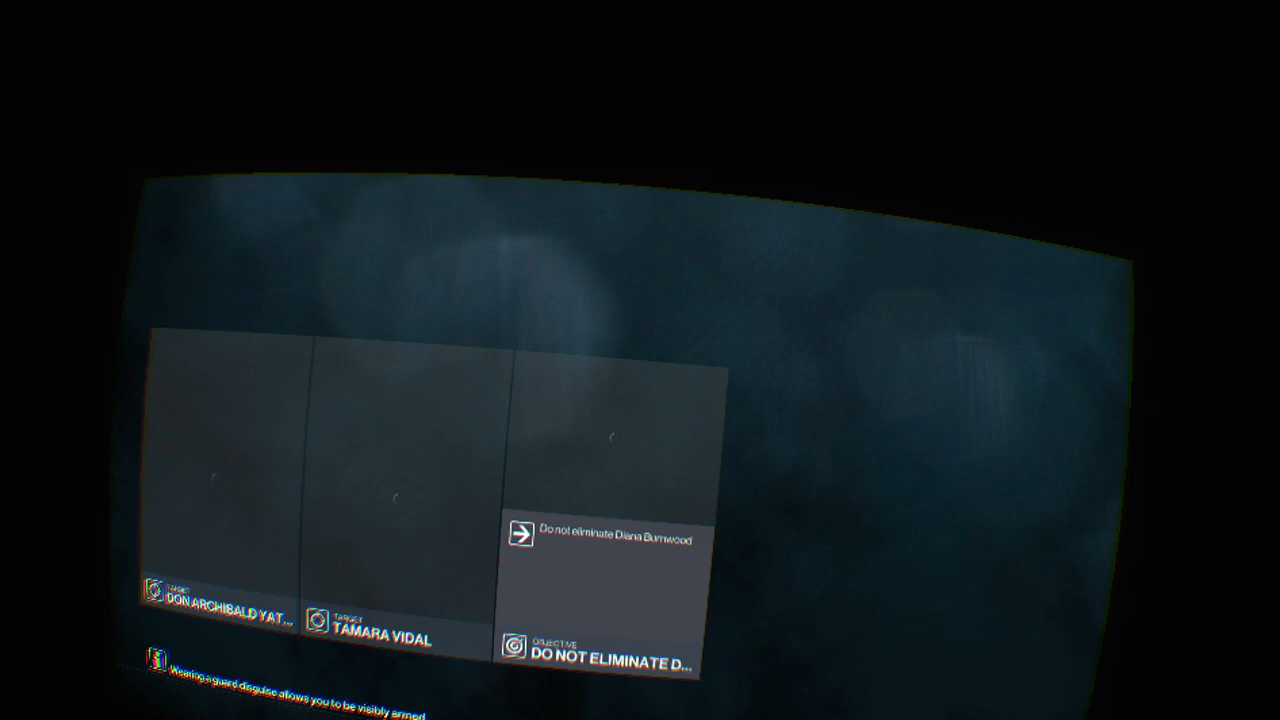 Do not eliminate Diana Burnwood
TARGET
DON ARCHIBALD YAT...
TARGET
TAMARA VIDAL
OBJECTIVE
DO NOT ELIMINATE D...
Wearing a guard disguise allows you to be visibly armed